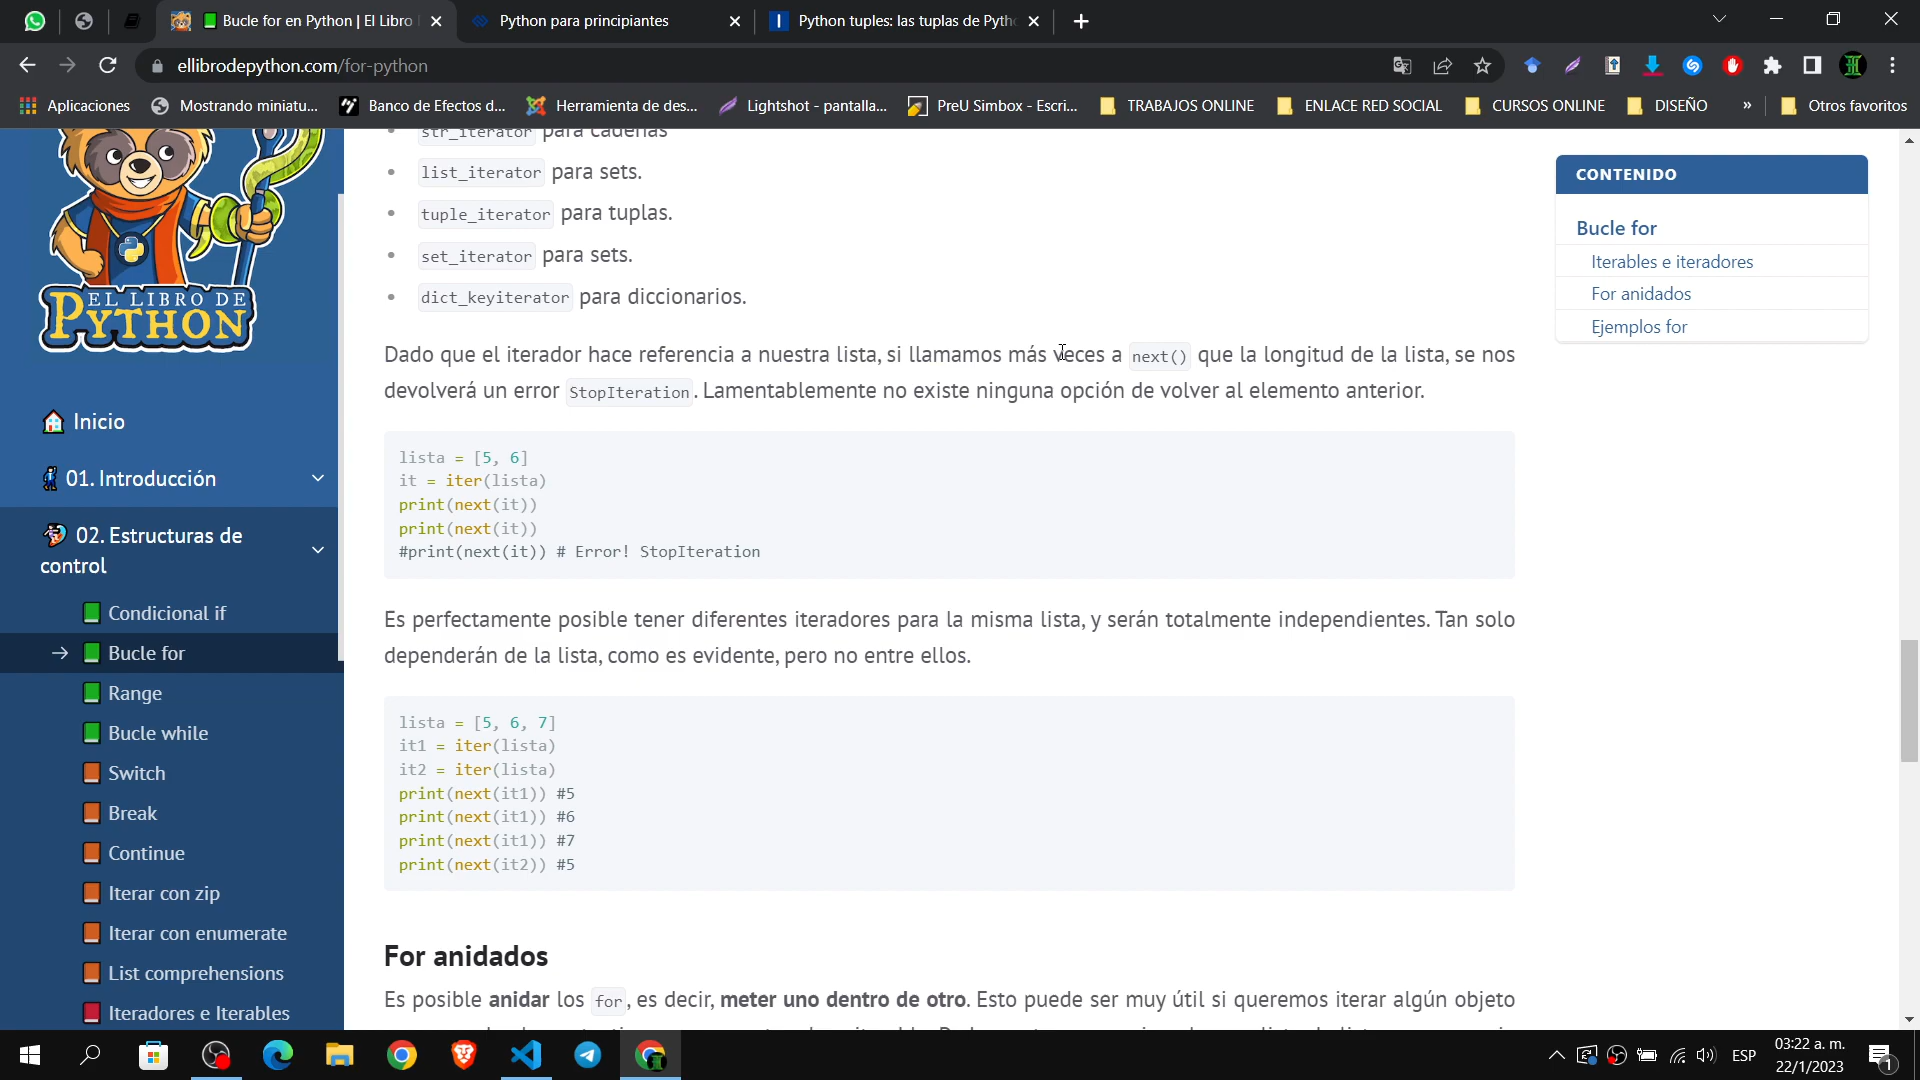 Bucle for en Python | El Libro
Python para principiantes
Python tuples: las tuplas de Pyth
ellibrodepython.com/for-python
Aplicaciones
Mostrando miniatu...
Banco de Efectos d...
Herramienta de des...
Lightshot - pantalla...
PreU Simbox - Escri...
TRABAJOS ONLINE
ENLACE RED SOCIAL
CURSOS ONLINE
DISEÑO
»
Otros favoritos
EL LIBRO DE
PYTHON
Inicio
01. Introducción
02. Estructuras de
control
Condicional if
→ Bucle for
Range
Bucle while
Switch
Break
Continue
Iterar con zip
Iterar con enumerate
List comprehensions
Iteradores e Iterables
• str_iterator para cadenas
• list_iterator para sets.
• tuple_iterator para tuplas.
• set_iterator para sets.
• dict_keyiterator para diccionarios.
Dado que el iterador hace referencia a nuestra lista, si llamamos más veces a next() que la longitud de la lista, se nos
devolverá un error StopIteration. Lamentablemente no existe ninguna opción de volver al elemento anterior.
lista = [5, 6]
it = iter(lista)
print(next(it))
print(next(it))
#print(next(it)) # Error! StopIteration
Es perfectamente posible tener diferentes iteradores para la misma lista, y serán totalmente independientes. Tan solo
dependerán de la lista, como es evidente, pero no entre ellos.
lista = [5, 6, 7]
it1 = iter(lista)
it2 = iter(lista)
print(next(it1)) #5
print(next(it1)) #6
print(next(it1)) #7
print(next(it2)) #5
For anidados
Es posible anidar los for, es decir, meter uno dentro de otro. Esto puede ser muy útil si queremos iterar algún objeto
CONTENIDO
Bucle for
Iterables e iteradores
For anidados
Ejemplos for
ESP
03:22 a. m.
22/1/2023
1